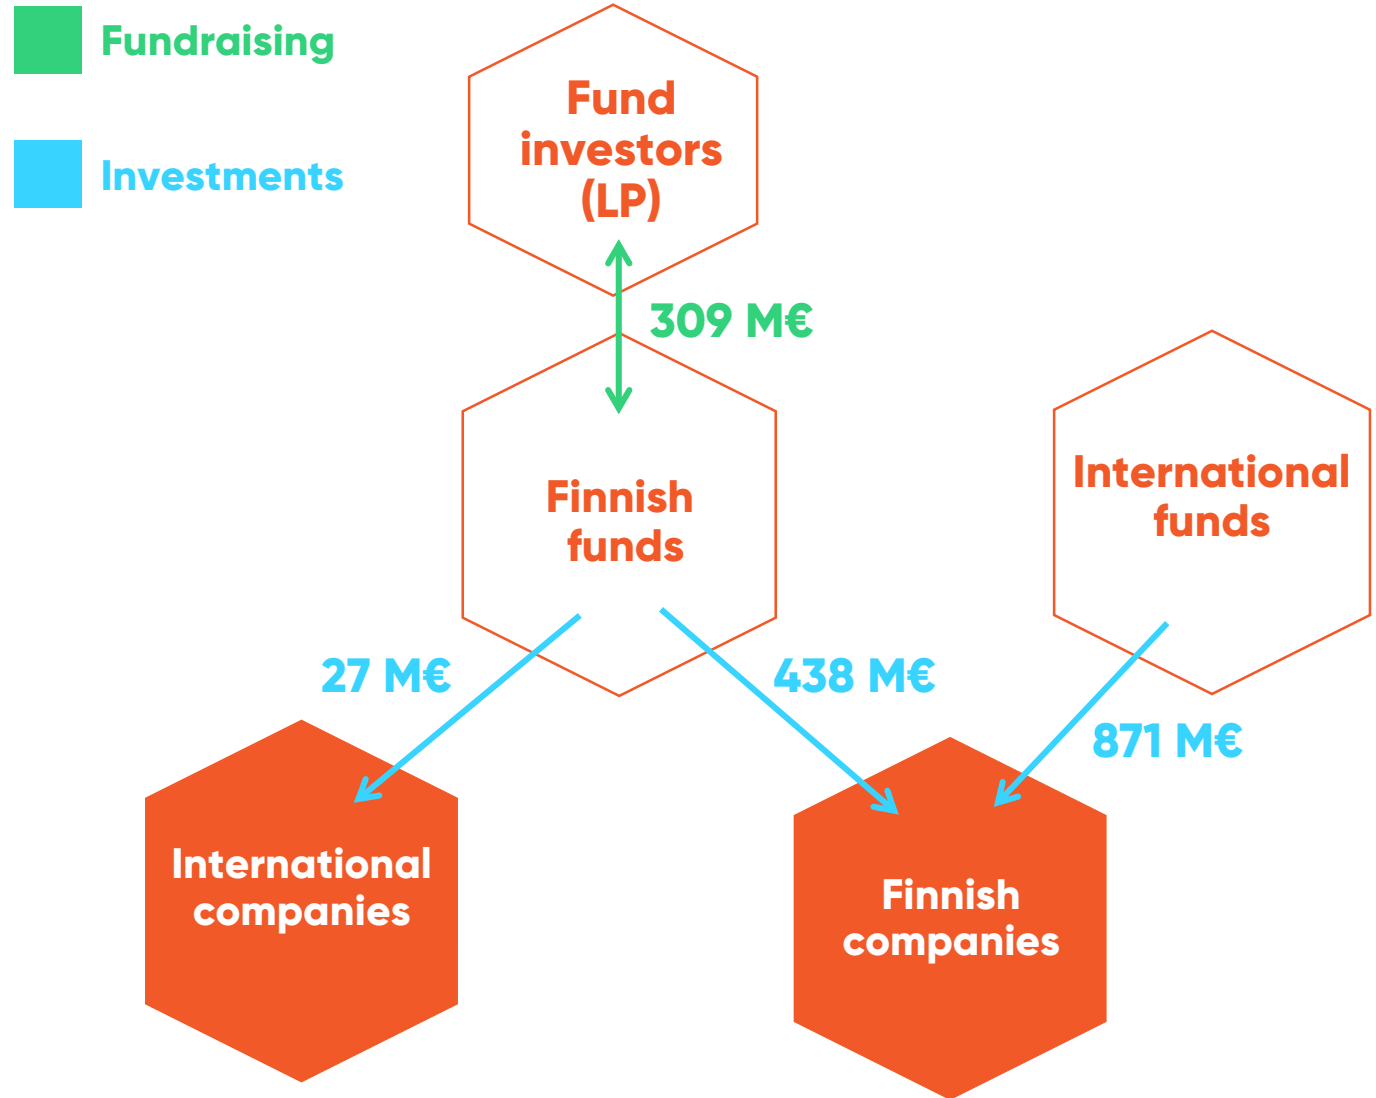 Fundraising
Investments
Fund
investors
(LP)
309 M€
Finnish
funds
International
funds
27 M€
438 M€
871 M€
International
companies
Finnish
companies